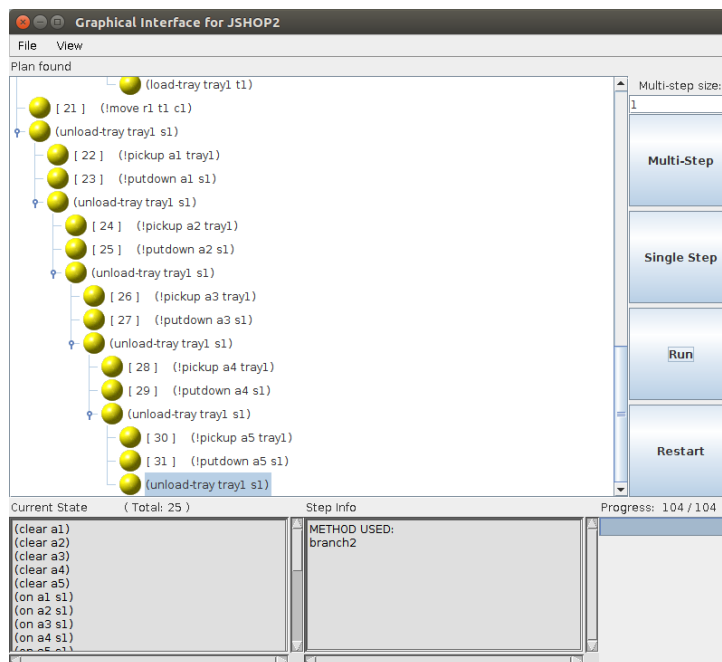 Graphical Interface for JSHOP2
File View
Plan found
(load-tray tray1 t1)
[ 21 ] (!move r1 t1 c1)
(unload-tray tray1 s1)
[ 22 ] (!pickup a1 tray1)
[ 23 ] (!putdown a1 s1)
(unload-tray tray1 s1)
[ 24 ] (!pickup a2 tray1)
[ 25 ] (!putdown a2 s1)
(unload-tray tray1 s1)
[ 26 ] (!pickup a3 tray1)
[ 27 ] (!putdown a3 s1)
(unload-tray tray1 s1)
[ 28 ] (!pickup a4 tray1)
[ 29 ] (!putdown a4 s1)
(unload-tray tray1 s1)
[ 30 ] (!pickup a5 tray1)
[ 31 ] (!putdown a5 s1)
(unload-tray tray1 s1)
Multi-step size:
1
Multi-Step
Single Step
Run
Restart
Current State ( Total: 25 )
(clear a1)
(clear a2)
(clear a3)
(clear a4)
(clear a5)
(on a1 s1)
(on a2 s1)
(on a3 s1)
(on a4 s1)
(on a5 s1)
Step Info
METHOD USED:
branch2
Progress: 104 / 104